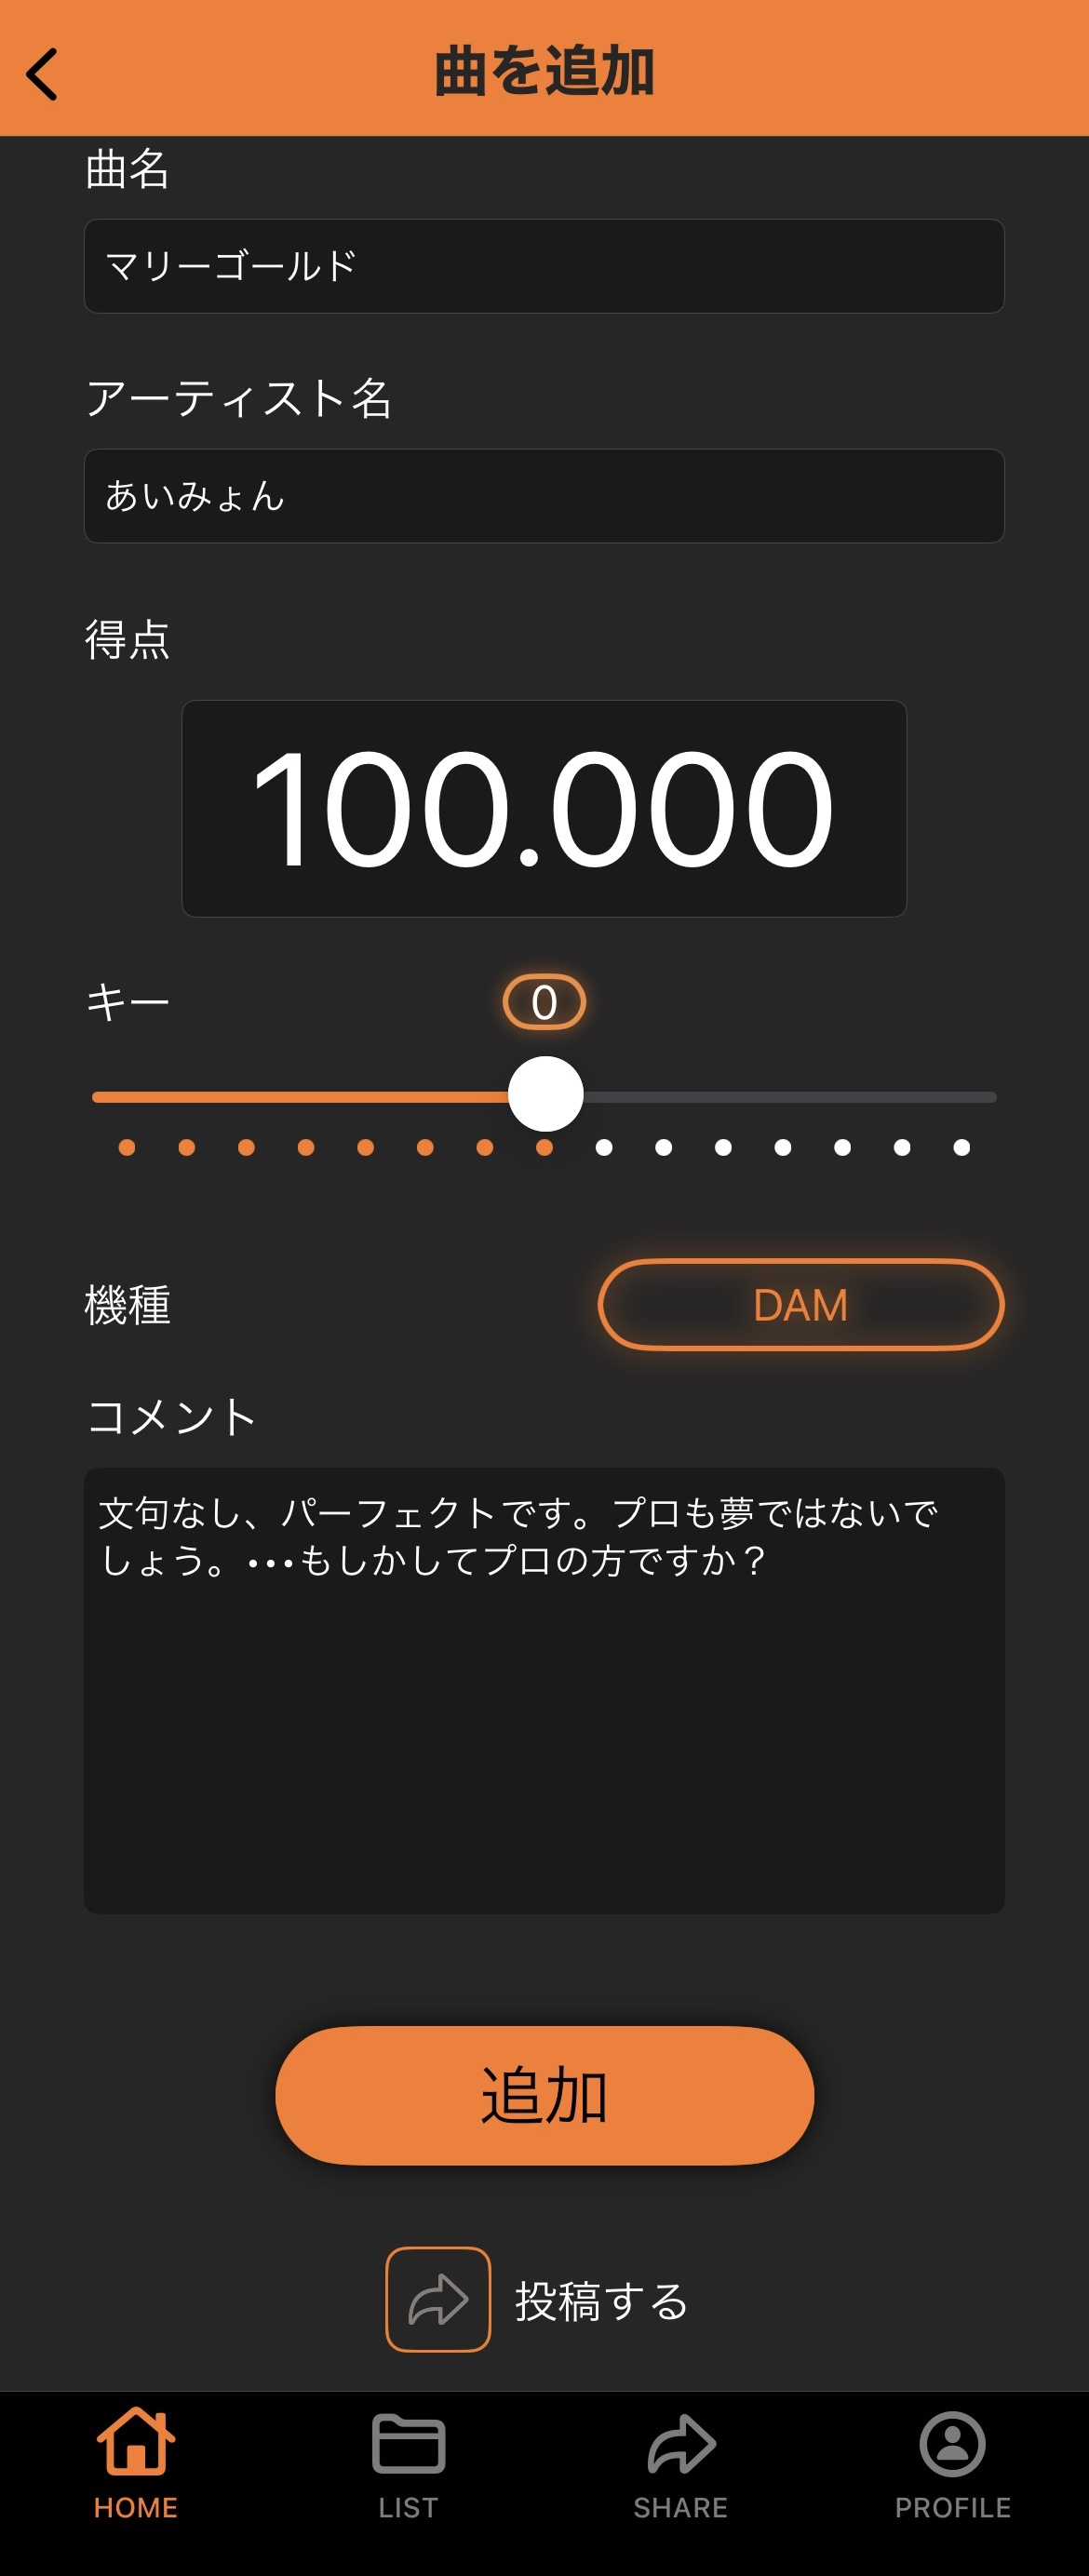 曲を追加
曲名
マリーゴールド
アーティスト名
あいみょん
得点
100.000
キー
0
機種
DAM
コメント
文句なし、パーフェクトです。プロも夢ではないで
しょう。•••もしかしてプロの方ですか？
追加
投稿する
HOME
LIST
SHARE
PROFILE